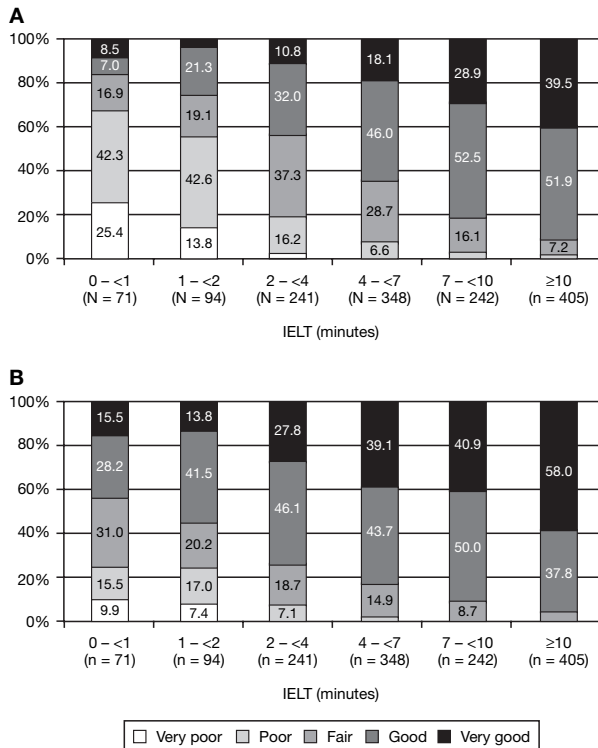 A
100%
8.5 10.8 18.1 28.9 39.5
7.0 21.3 32.0 46.0 52.5 51.9
80%
16.9 19.1 37.3 28.7 16.1 7.2
60%
42.3 42.6 16.2 6.6
40%
25.4 13.8
20%
0%
0 – <1 1 – <2 2 – <4 4 – <7 7 – <10 ≥10
(N = 71) (N = 94) (N = 241) (N = 348) (N = 242) (n = 405)
IELT (minutes)
B
100%
15.5 13.8 27.8 39.1 40.9 58.0
80%
28.2 41.5 46.1 43.7 50.0 37.8
60%
31.0 20.2 18.7 14.9 8.7
40%
15.5 17.0 7.1
20%
9.9 7.4
0%
0 – <1 1 – <2 2 – <4 4 – <7 7 – <10 ≥10
(n = 71) (n = 94) (n = 241) (n = 348) (n = 242) (n = 405)
IELT (minutes)
Very poor Poor Fair Good Very good